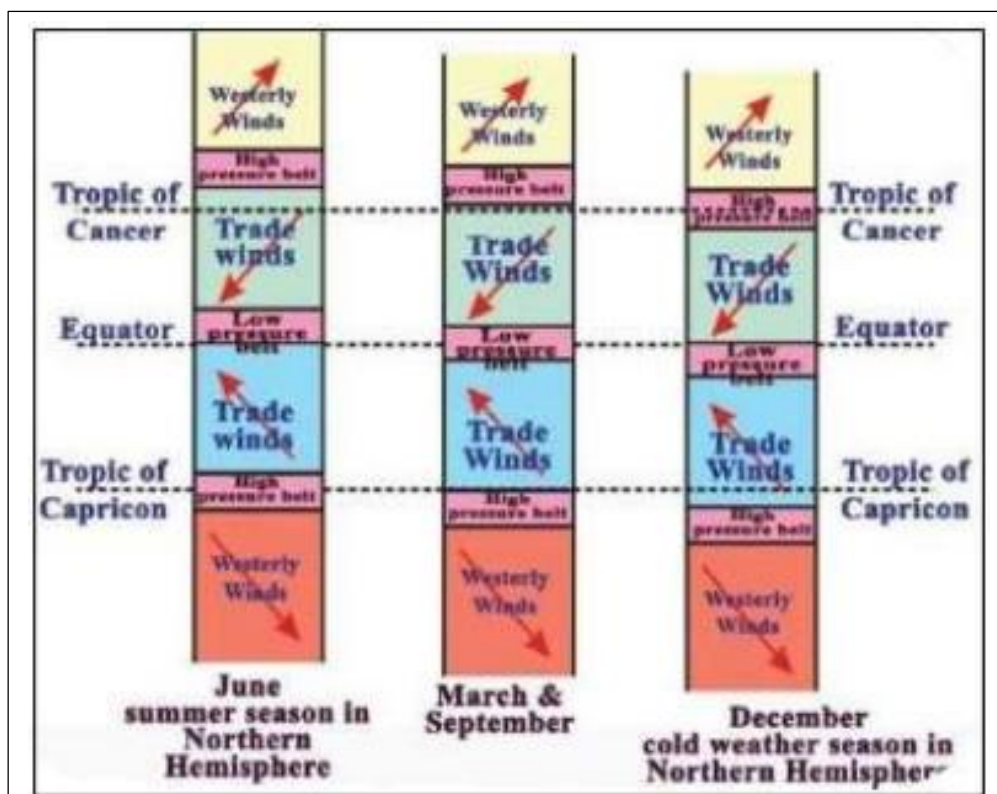 Westerly
Winds
High
pressure belt
Trade
winds
Low
pressure
belt
Trade
winds
High
pressure belt
Westerly
Winds
June
summer season in
Northern
Hemisphere
Westerly
Winds
High
pressure belt
Trade
Winds
Low
pressure
belt
Trade
Winds
High
pressure belt
Westerly
Winds
March &
September
Westerly
Winds
High
pressure belt
Trade
Winds
Low
pressure
belt
Trade
Winds
High
pressure belt
Westerly
Winds
December
cold weather season in
Northern Hemisphere
Tropic of
Cancer
Equator
Tropic of
Capricon
Tropic of
Cancer
Equator
Tropic of
Capricon